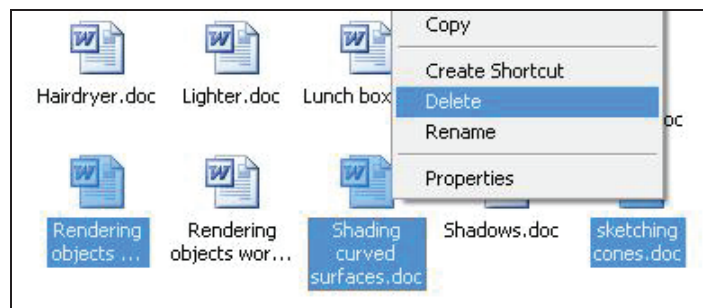 Copy
Create Shortcut
Delete
Rename
Properties
Hairdryer.doc
Lighter.doc
Lunch box
oc
Rendering
objects ...
Rendering
objects wor...
Shading
curved
surfaces.doc
Shadows.doc
sketching
cones.doc